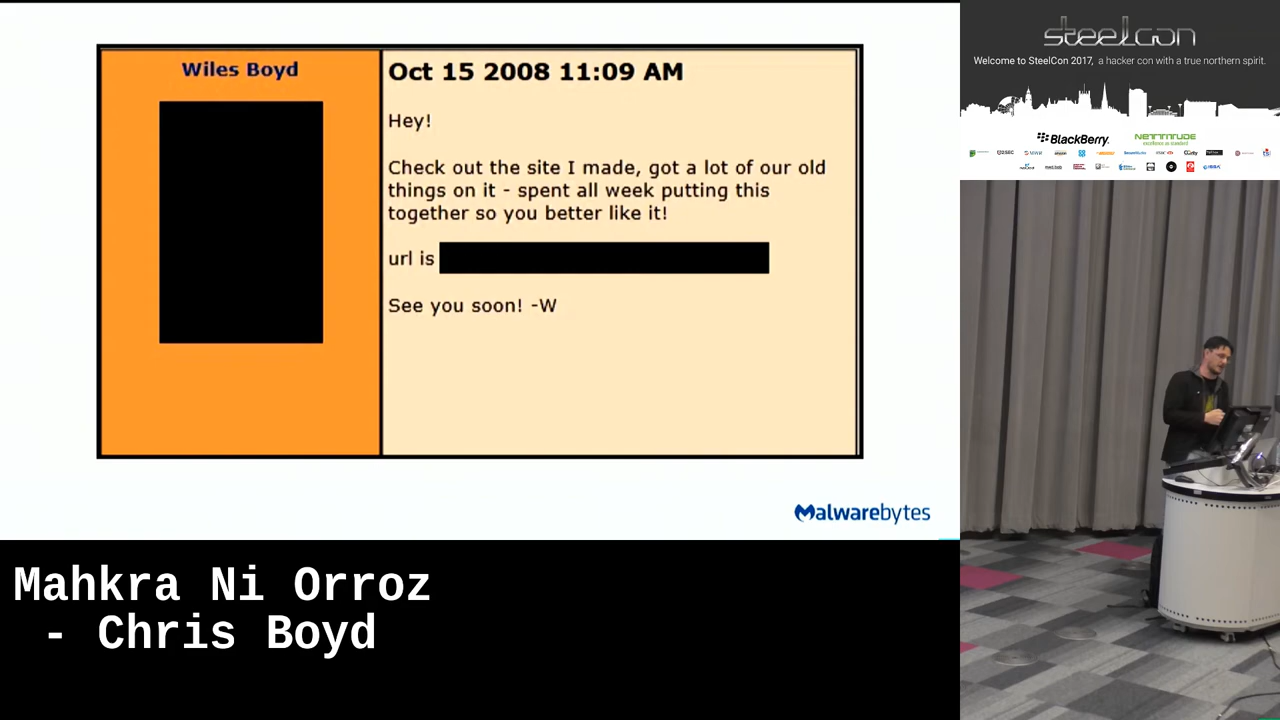 Wiles Boyd
Oct 15 2008 11:09 AM
Hey!
Check out the site I made, got a lot of our old
things on it - spent all week putting this
together so you better like it!
url is
See you soon! -W
Malwarebytes
Mahkra Ni Orroz
- Chris Boyd
steelcon
Welcome to SteelCon 2017, a hacker con with a true northern spirit.
BlackBerry
NETTITUDE